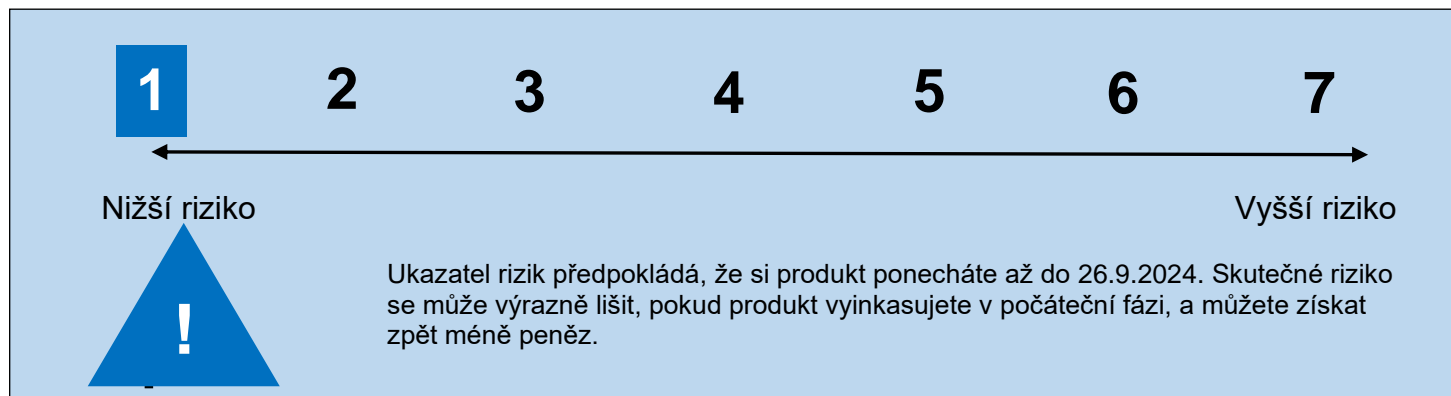 1 2 3 4 5 6 7
Nižší riziko Vyšší riziko
Ukazatel rizik předpokládá, že si produkt ponecháte až do 26.9.2024. Skutečné riziko
se může výrazně lišit, pokud produkt vyinkasujete v počáteční fázi, a můžete získat
zpět méně peněz.
!